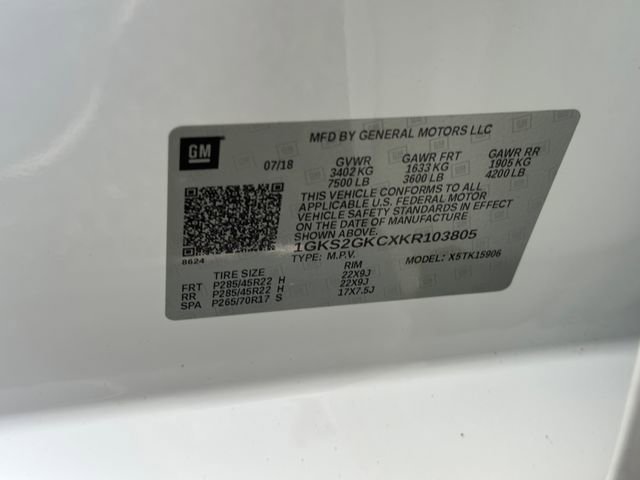 GM
MFD BY GENERAL MOTORS LLC
07/18 GVWR GAWR FRT GAWR RR
3402 KG 1633 KG 1905 KG
7500 LB 3600 LB 4200 LB
THIS VEHICLE CONFORMS TO ALL
APPLICABLE U.S. FEDERAL MOTOR
VEHICLE SAFETY STANDARDS IN EFFECT
ON THE DATE OF MANUFACTURE
1GKS2GKCXKR103805
8624
TYPE: M.P.V. MODEL: X5TK15906
TIRE SIZE RIM
FRT P285/45R22 H 22X9J
RR P285/45R22 H 22X9J
SPA P265/70R17 S 17X7.5J